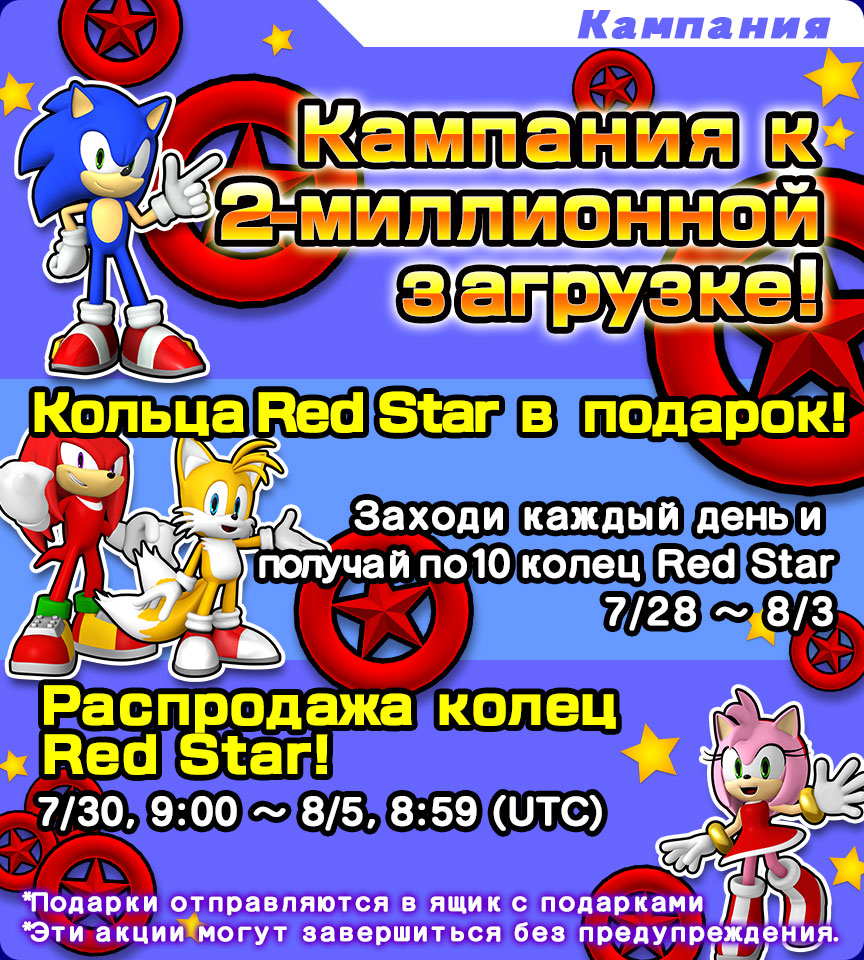 Кампания
Кампания к
2-миллионной
загрузке!
Кольца Red Star в подарок!
Заходи каждый день и
получай по 10 колец Red Star
7/28 ～ 8/3
Распродажа колец
Red Star!
7/30, 9:00 ～ 8/5, 8:59 (UTC)
*Подарки отправляются в ящик с подарками
*Эти акции могут завершиться без предупреждения.